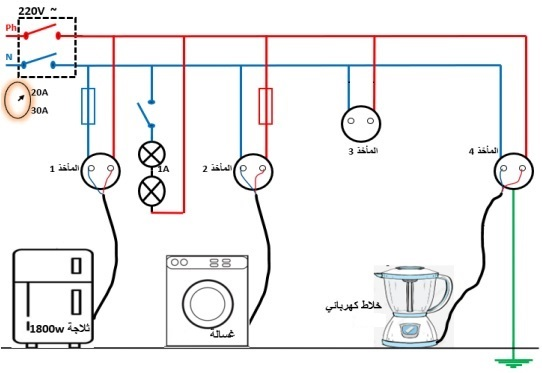 220V ~
Ph
N
20A
30A
المأخذ 1
1A
المأخذ 2
المأخذ 3
المأخذ 4
ثلاجة 1800w
غسالة
خلاط كهربائي